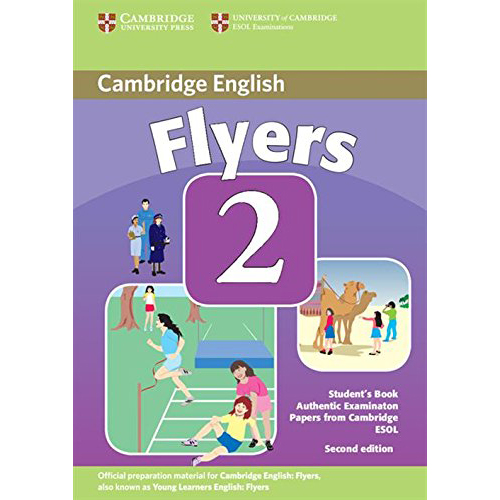 CAMBRIDGE
UNIVERSITY PRESS
UNIVERSITY of CAMBRIDGE
ESOL Examinations
Cambridge English
Flyers
2
Student's Book
Authentic Examinaton
Papers from Cambridge
ESOL
Second edition
Official preparation material for Cambridge English: Flyers,
also known as Young Learners English: Flyers